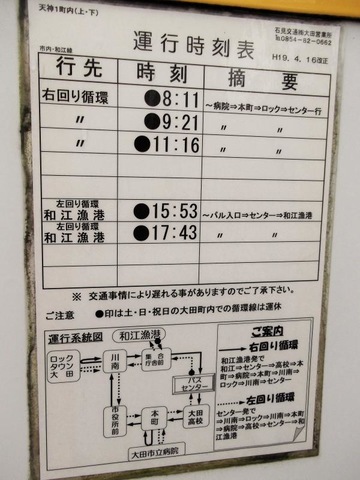 天神1町内(上・下)
運行時刻表
石見交通㈱大田営業所
℡0854-82-0662
市内・和江線
H19. 4. 16改正
行先 時刻 摘要
右回り循環 ●8:11 ～病院⇒本町⇒ロック⇒センター行
〃 ●9:21 〃 〃
〃 ●11:16 〃 〃
左回り循環
和江漁港 ●15:53 ～パル入口⇒センター⇒和江漁港
左回り循環
和江漁港 ●17:43 〃 〃
※ 交通事情により遅れる事がありますのでご了承下さい。
ご注意 ●印は土・日・祝日の大田町内での循環線は運休
運行系統図
和江漁港
ロックタウン大田
川南
集合庁舎前
バスセンター
市役所前
本町
大田高校
大田市立病院
ご案内
右回り循環
和江漁港発で
和江⇒センター⇒高校⇒本
町⇒病院⇒本町⇒川南⇒ロ
ック⇒川南⇒センター
左回り循環
センター発で
⇒川南⇒ロック⇒川南⇒本町
⇒病院⇒高校⇒センター⇒和
江漁港